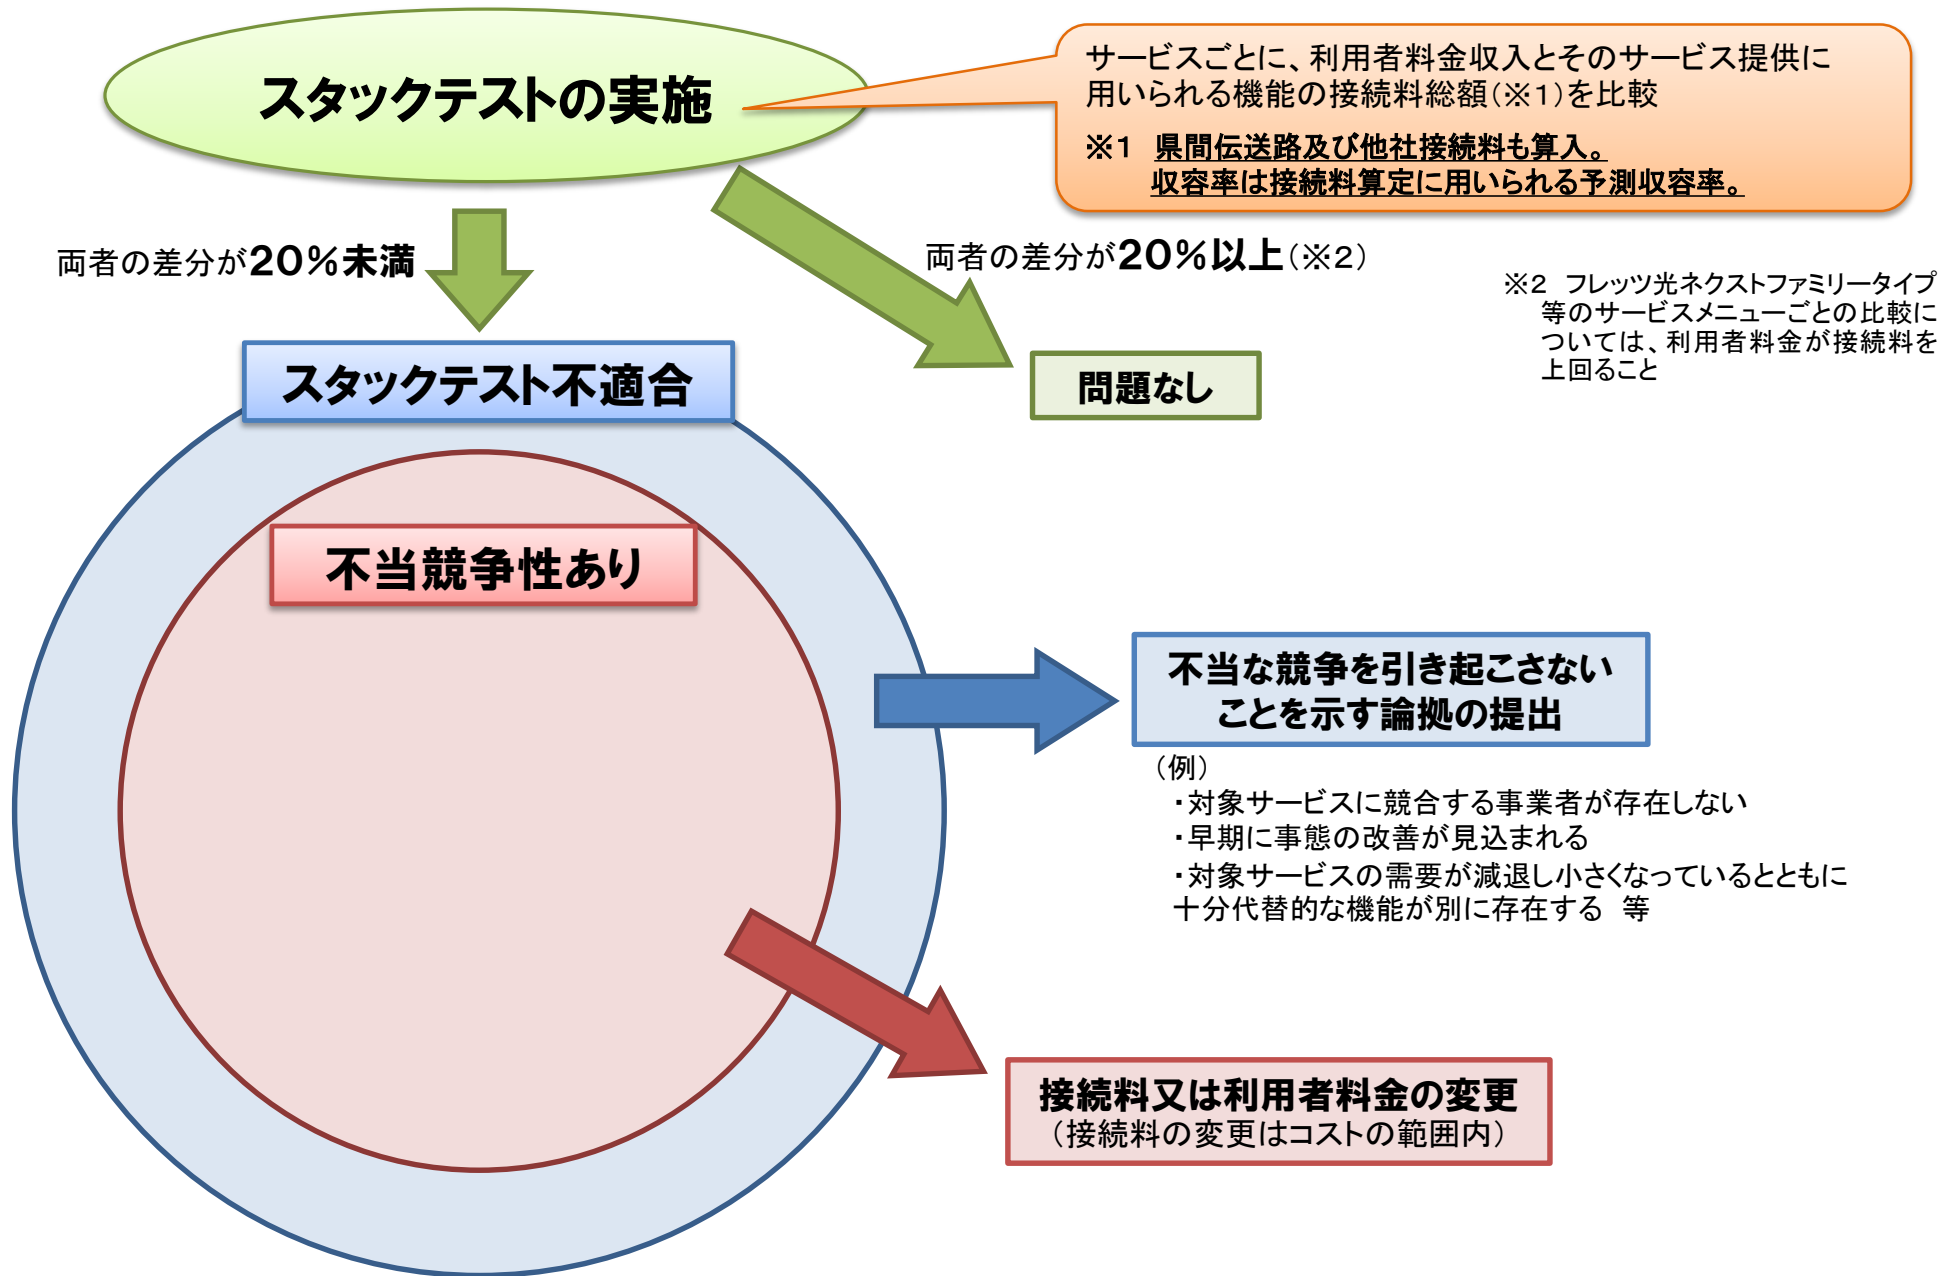 スタックテストの実施
サービスごとに、利用者料金収入とそのサービス提供に
用いられる機能の接続料総額(※1)を比較
※1　県間伝送路及び他社接続料も算入。
収容率は接続料算定に用いられる予測収容率。
両者の差分が20%未満
両者の差分が20%以上(※2)
※2　フレッツ光ネクストファミリータイプ
等のサービスメニューごとの比較に
ついては、利用者料金が接続料を
上回ること
スタックテスト不適合
問題なし
不当競争性あり
不当な競争を引き起こさない
ことを示す論拠の提出
(例)
・対象サービスに競合する事業者が存在しない
・早期に事態の改善が見込まれる
・対象サービスの需要が減退し小さくなっているとともに
十分代替的な機能が別に存在する　等
接続料又は利用者料金の変更
(接続料の変更はコストの範囲内)